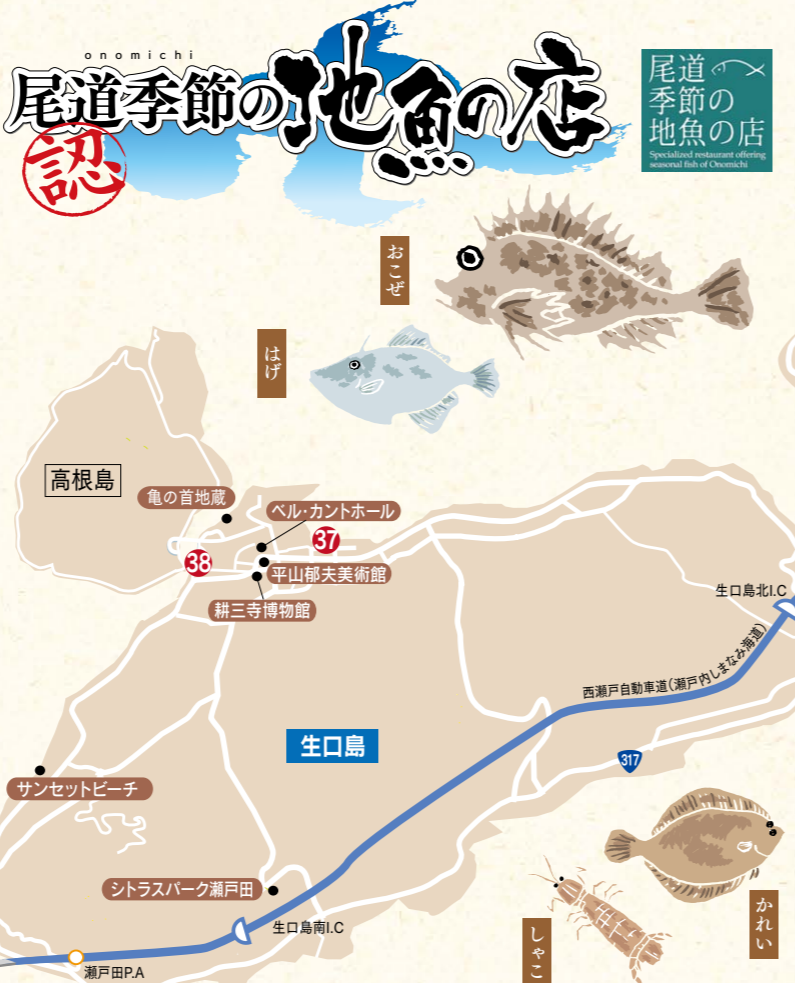 onomichi
尾道季節の地魚の店
認
尾道
季節の
地魚の店
Specialized restaurant offering
seasonal fish of Onomichi
おこぜ
はげ
高根島
亀の首地蔵
ベル・カントホール
37
38
平山郁夫美術館
耕三寺博物館
生口島北I.C
西瀬戸自動車道(瀬戸内しまなみ海道)
生口島
317
サンセットビーチ
シトラスパーク瀬戸田
かれい
生口島南I.C
しゃこ
瀬戸田P.A